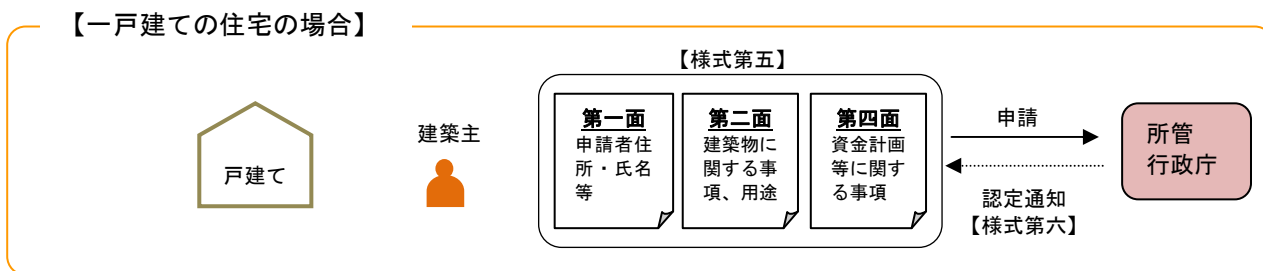 【一戸建ての住宅の場合】
【様式第五】
戸建て
建築主
第一面
申請者住
所・氏名
等
第二面
建築物に
関する事
項、用途
第四面
資金計画
等に関す
る事項
申請
認定通知
【様式第六】
所管
行政庁